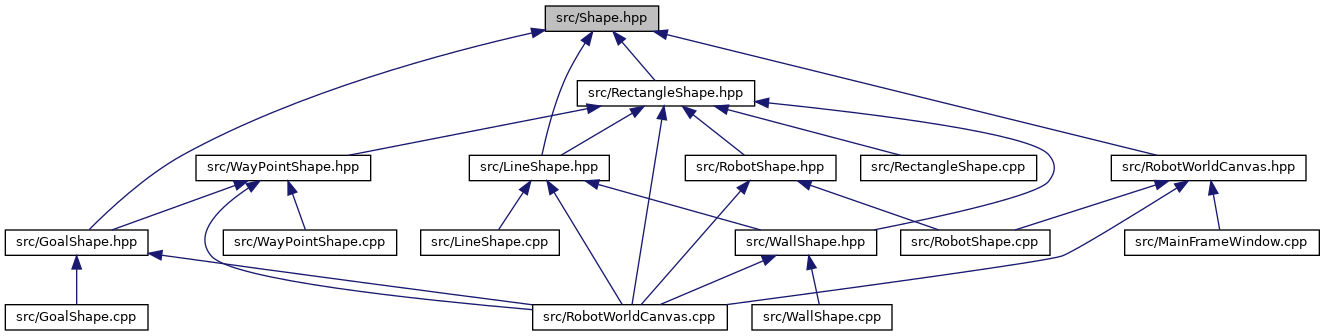 src/Shape.hpp
src/RectangleShape.hpp
src/WayPointShape.hpp
src/LineShape.hpp
src/RobotShape.hpp
src/RectangleShape.cpp
src/RobotWorldCanvas.hpp
src/GoalShape.hpp
src/WayPointShape.cpp
src/LineShape.cpp
src/WallShape.hpp
src/RobotShape.cpp
src/MainFrameWindow.cpp
src/GoalShape.cpp
src/RobotWorldCanvas.cpp
src/WallShape.cpp